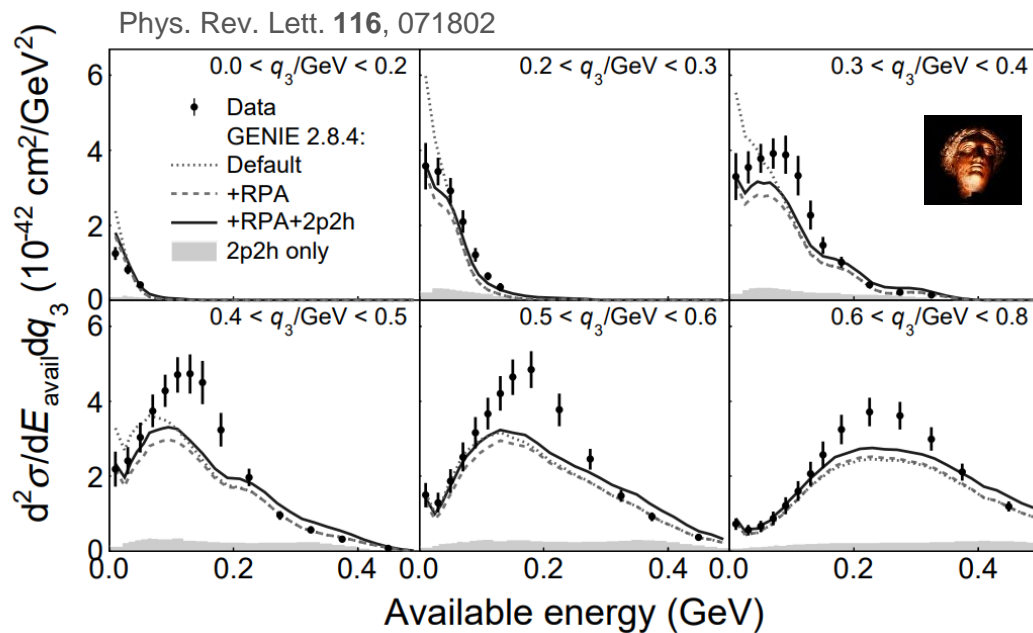 Phys. Rev. Lett. 116, 071802
d²σ/dE_avail dq₃ (10⁻⁴² cm²/GeV²)
0.0 < q₃/GeV < 0.2
0.2 < q₃/GeV < 0.3
0.3 < q₃/GeV < 0.4
6
4
2
0
Data
GENIE 2.8.4:
Default
+RPA
+RPA+2p2h
2p2h only
0.4 < q₃/GeV < 0.5
0.5 < q₃/GeV < 0.6
0.6 < q₃/GeV < 0.8
6
4
2
0
0.0 0.2 0.4 0.0 0.2 0.4 0.0 0.2 0.4
Available energy (GeV)